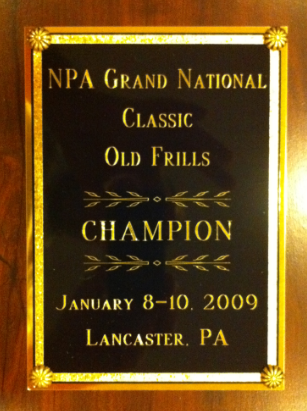 NPA GRAND NATIONAL
CLASSIC
OLD FRILLS
CHAMPION
JANUARY 8-10, 2009
LANCASTER, PA